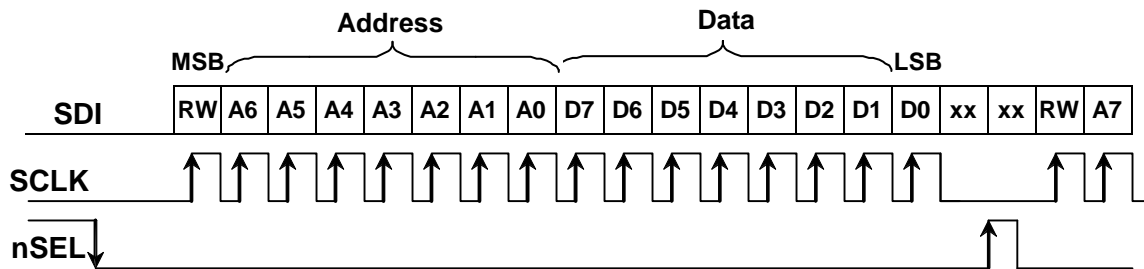 Address Data
MSB LSB
SDI RW A6 A5 A4 A3 A2 A1 A0 D7 D6 D5 D4 D3 D2 D1 D0 xx xx RW A7
SCLK
nSEL